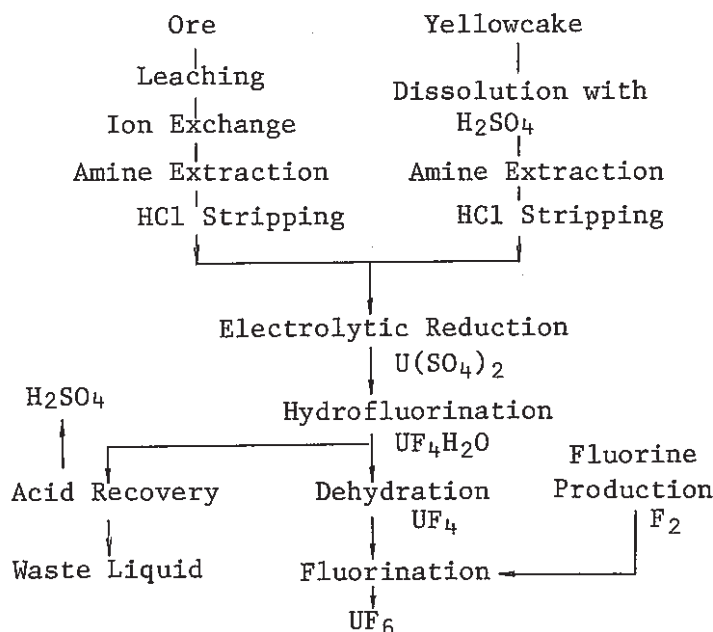 Ore
Yellowcake
Leaching
Dissolution with
Ion Exchange
H2SO4
Amine Extraction
Amine Extraction
HCl Stripping
HCl Stripping
Electrolytic Reduction
U(SO4)2
H2SO4
Hydrofluorination
UF4H2O
Fluorine
Acid Recovery
Dehydration
Production
UF4
F2
Waste Liquid
Fluorination
UF6